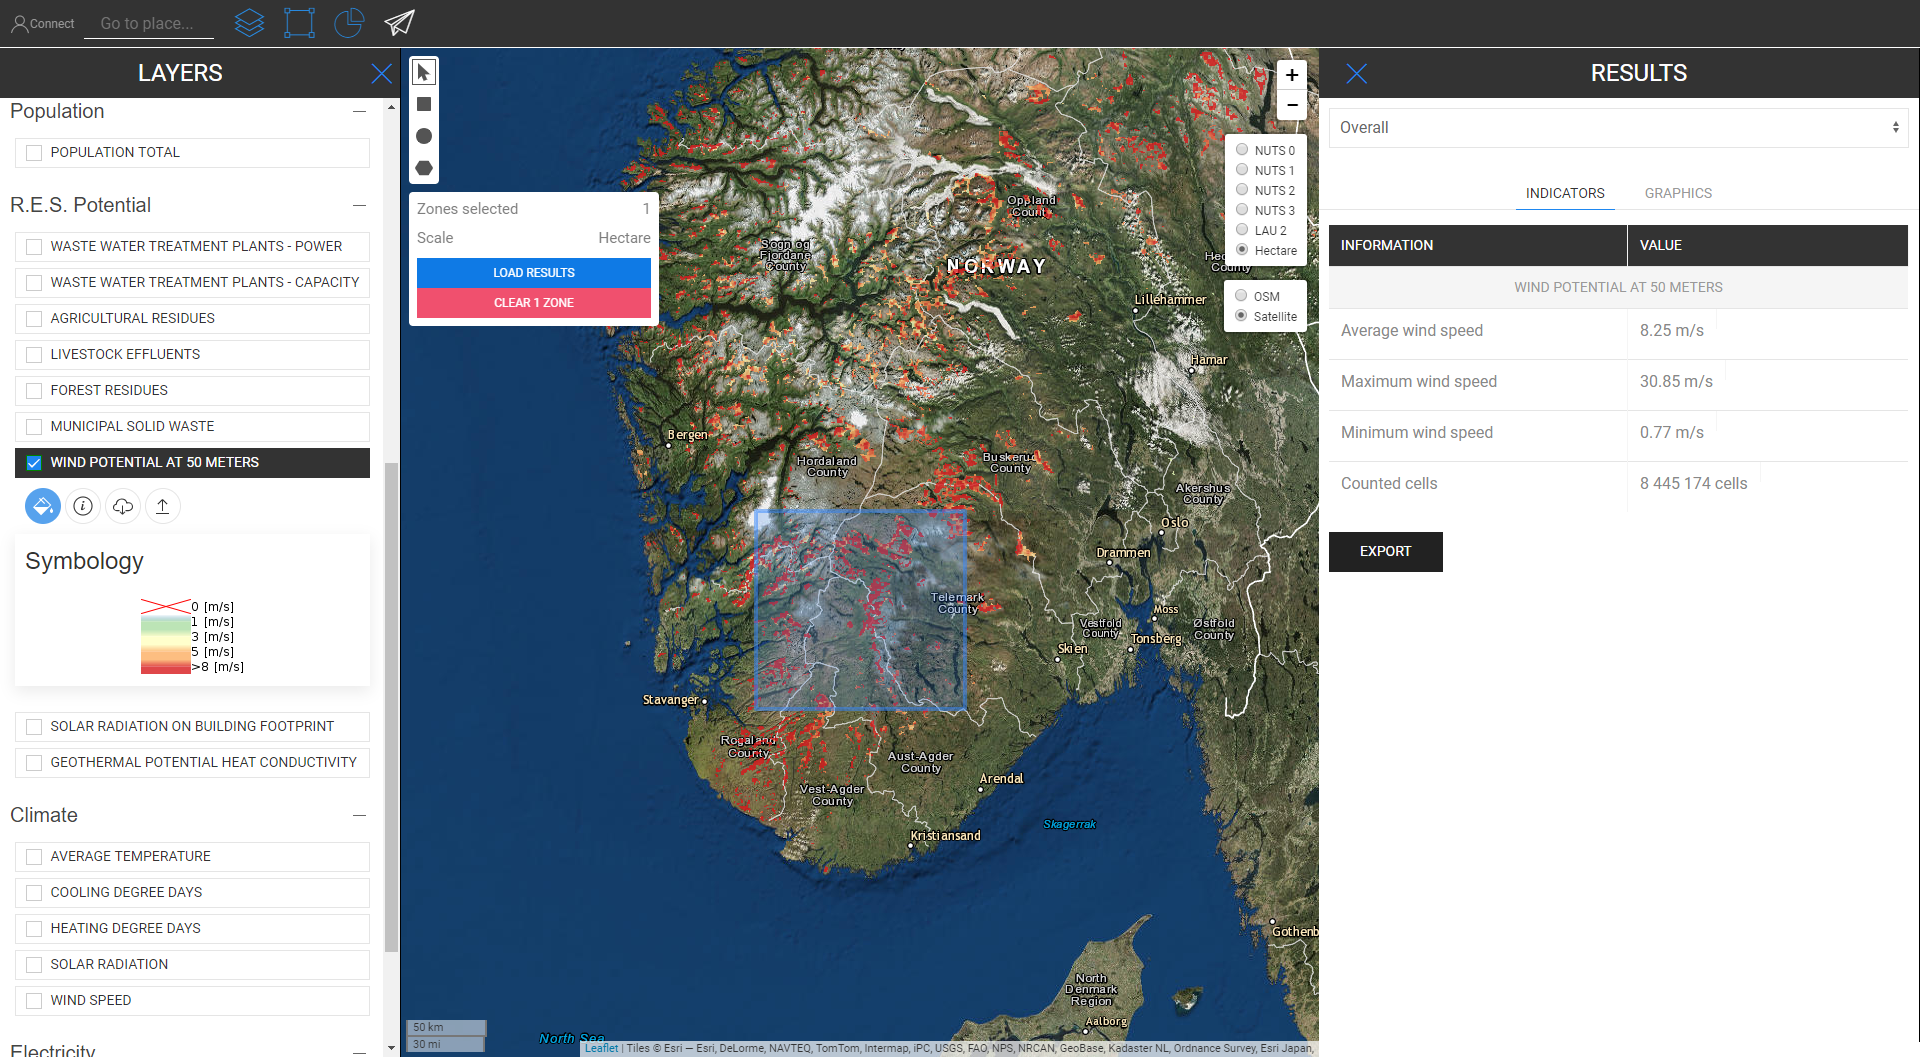 Connect
Go to place...
LAYERS
Population
POPULATION TOTAL
R.E.S. Potential
WASTE WATER TREATMENT PLANTS - POWER
WASTE WATER TREATMENT PLANTS - CAPACITY
AGRICULTURAL RESIDUES
LIVESTOCK EFFLUENTS
FOREST RESIDUES
MUNICIPAL SOLID WASTE
WIND POTENTIAL AT 50 METERS
Symbology
0 [m/s]
1 [m/s]
3 [m/s]
5 [m/s]
>8 [m/s]
SOLAR RADIATION ON BUILDING FOOTPRINT
GEOTHERMAL POTENTIAL HEAT CONDUCTIVITY
Climate
AVERAGE TEMPERATURE
COOLING DEGREE DAYS
HEATING DEGREE DAYS
SOLAR RADIATION
WIND SPEED
Electricity
Zones selected 1
Scale Hectare
LOAD RESULTS
CLEAR 1 ZONE
+
−
NUTS 0
NUTS 1
NUTS 2
NUTS 3
LAU 2
Hectare
OSM
Satellite
Oppland
County
Sogn og
Fjordane
County
NORWAY
County
Lillehammer
Hamar
Bergen
Hordaland
County
Buskerud
County
Akershus
County
Oslo
Drammen
Telemark
County
Moss
Vestfold
County
Østfold
County
Tonsberg
Skien
Stavanger
Rogaland
County
Aust-Agder
County
Arendal
Vest-Agder
County
Skagerrak
Kristiansand
Gothenb
North
Denmark
Region
Aalborg
North Sea
50 km
30 mi
Leaflet | Tiles © Esri — Esri, DeLorme, NAVTEQ, TomTom, Intermap, iPC, USGS, FAO, NPS, NRCAN, GeoBase, Kadaster NL, Ordnance Survey, Esri Japan,
RESULTS
Overall
INDICATORS GRAPHICS
INFORMATION VALUE
WIND POTENTIAL AT 50 METERS
Average wind speed 8.25 m/s
Maximum wind speed 30.85 m/s
Minimum wind speed 0.77 m/s
Counted cells 8 445 174 cells
EXPORT